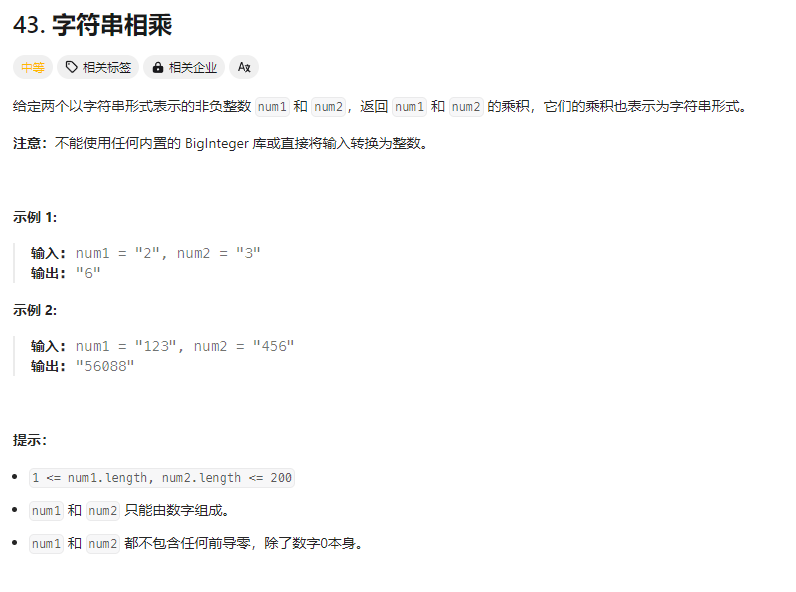 43. 字符串相乘
中等 相关标签 相关企业 Ax
给定两个以字符串形式表示的非负整数 num1 和 num2，返回 num1 和 num2 的乘积，它们的乘积也表示为字符串形式。
注意：不能使用任何内置的 BigInteger 库或直接将输入转换为整数。
示例 1:
输入: num1 = "2", num2 = "3"
输出: "6"
示例 2:
输入: num1 = "123", num2 = "456"
输出: "56088"
提示：
1 <= num1.length, num2.length <= 200
num1 和 num2 只能由数字组成。
num1 和 num2 都不包含任何前导零，除了数字0本身。